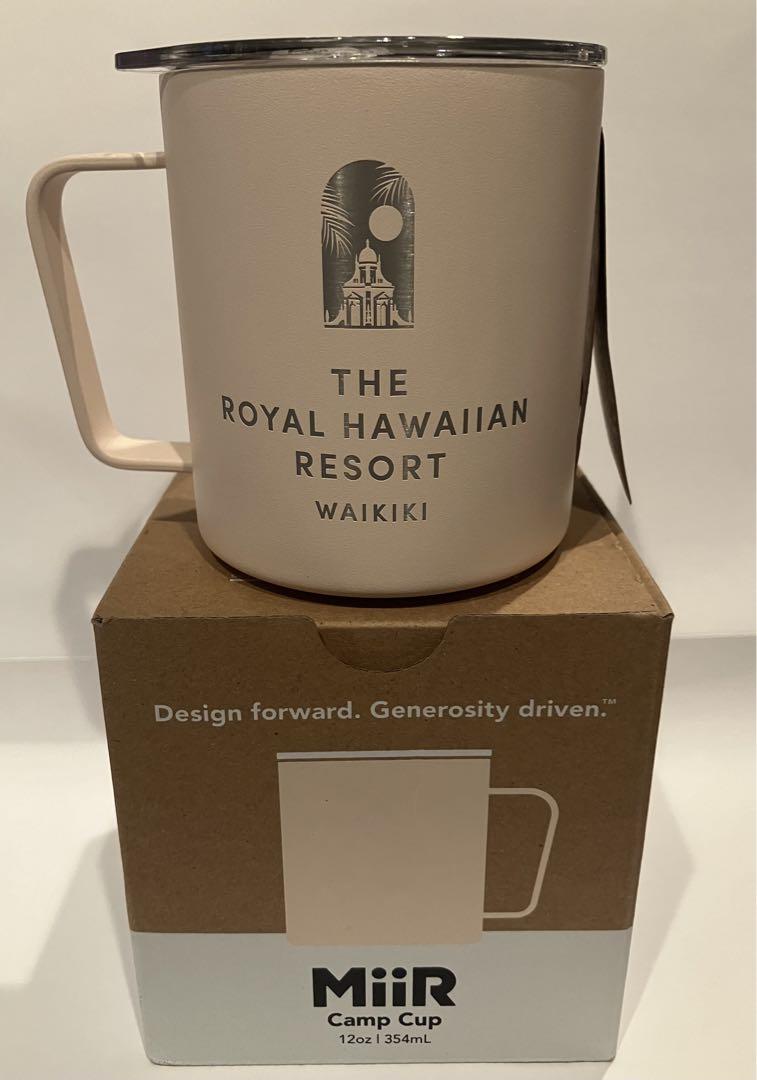 THE
ROYAL HAWAIIAN
RESORT
WAIKIKI
Design forward. Generosity driven.™
MiiR
Camp Cup
12oz | 354mL